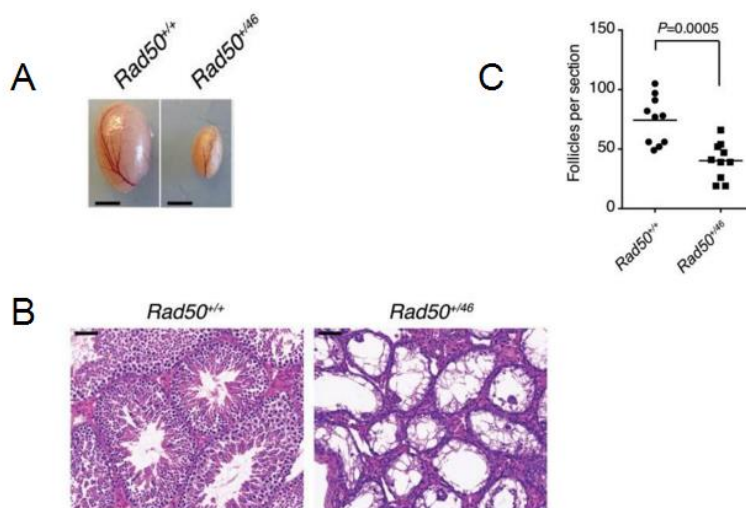 A
Rad50+/+
Rad50+/46
C
P=0.0005
150
100
50
0
Follicles per section
Rad50+/+
Rad50+/46
B
Rad50+/+
Rad50+/46